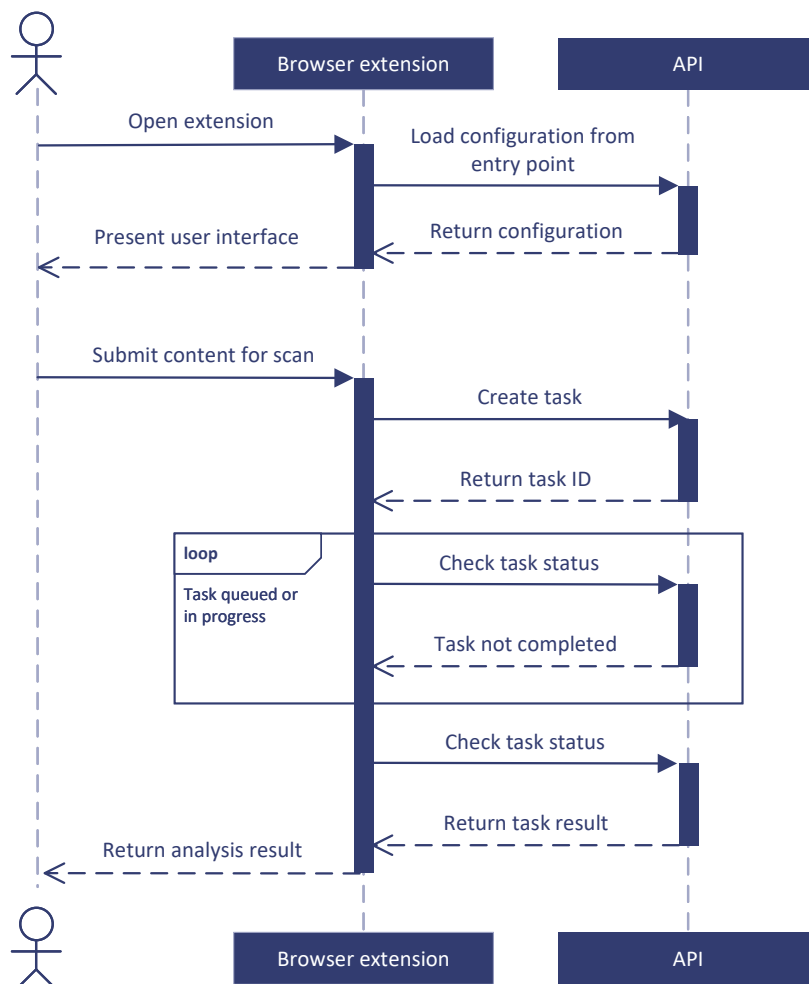 Browser extension
API
Open extension
Load configuration from
entry point
Present user interface
Return configuration
Submit content for scan
Create task
Return task ID
loop
Check task status
Task queued or
in progress
Task not completed
Check task status
Return task result
Return analysis result
Browser extension
API